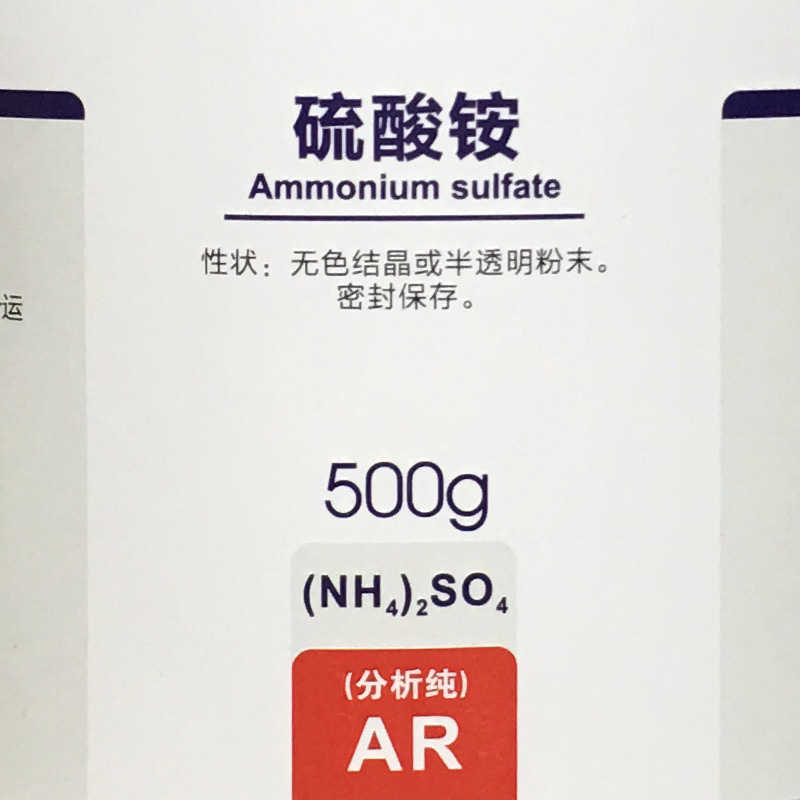 硫酸铵
Ammonium sulfate
性状：无色结晶或半透明粉末。
密封保存。
运
500g
(NH₄)₂SO₄
(分析纯)
AR